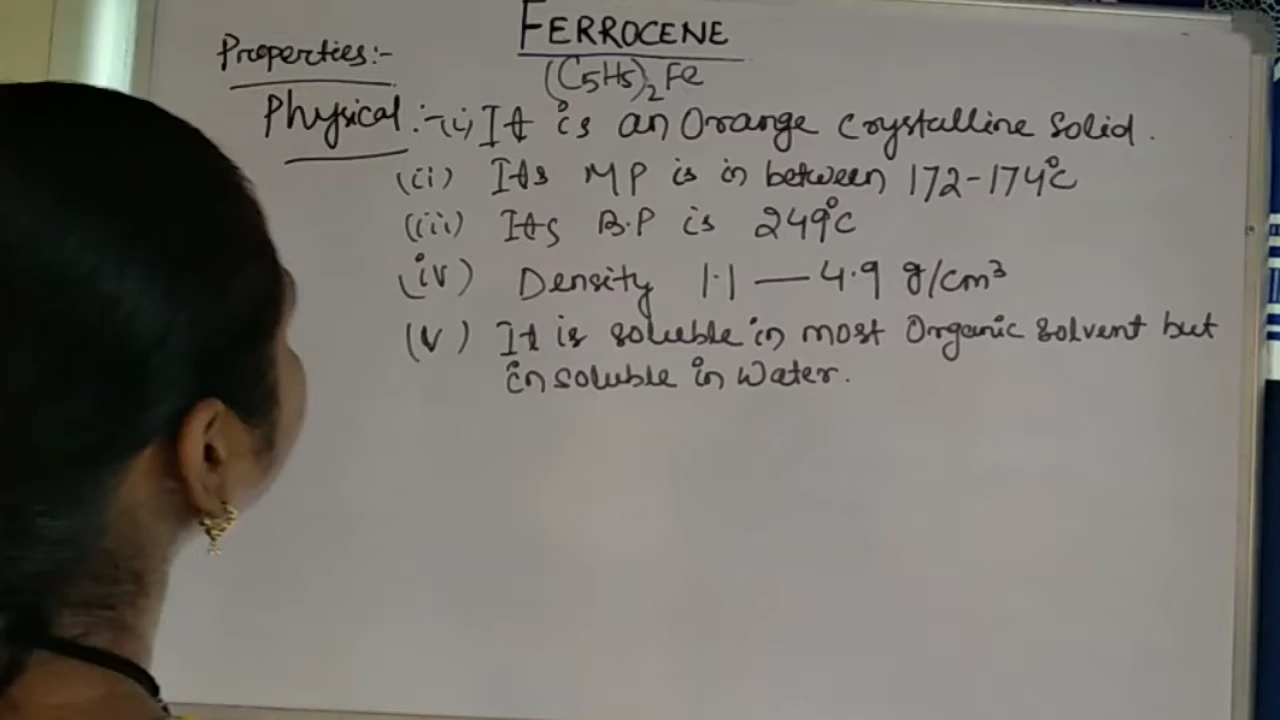 FERROCENE
Properties:-
(C5H5)2Fe
Physical :- (i) It is an Orange Crystalline Solid.
(ii) Its MP is in between 172-174°C
(iii) Its B.P is 249°C
(iv) Density 1.1 — 4.9 g/cm³
(v) It is soluble in most Organic Solvent but
insoluble in Water.